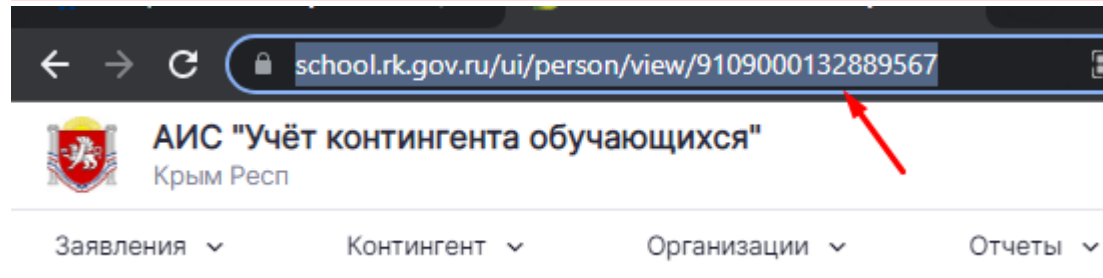 school.rk.gov.ru/ui/person/view/9109000132889567
АИС "Учёт контингента обучающихся"
Крым Респ
Заявления Контингент Организации Отчеты